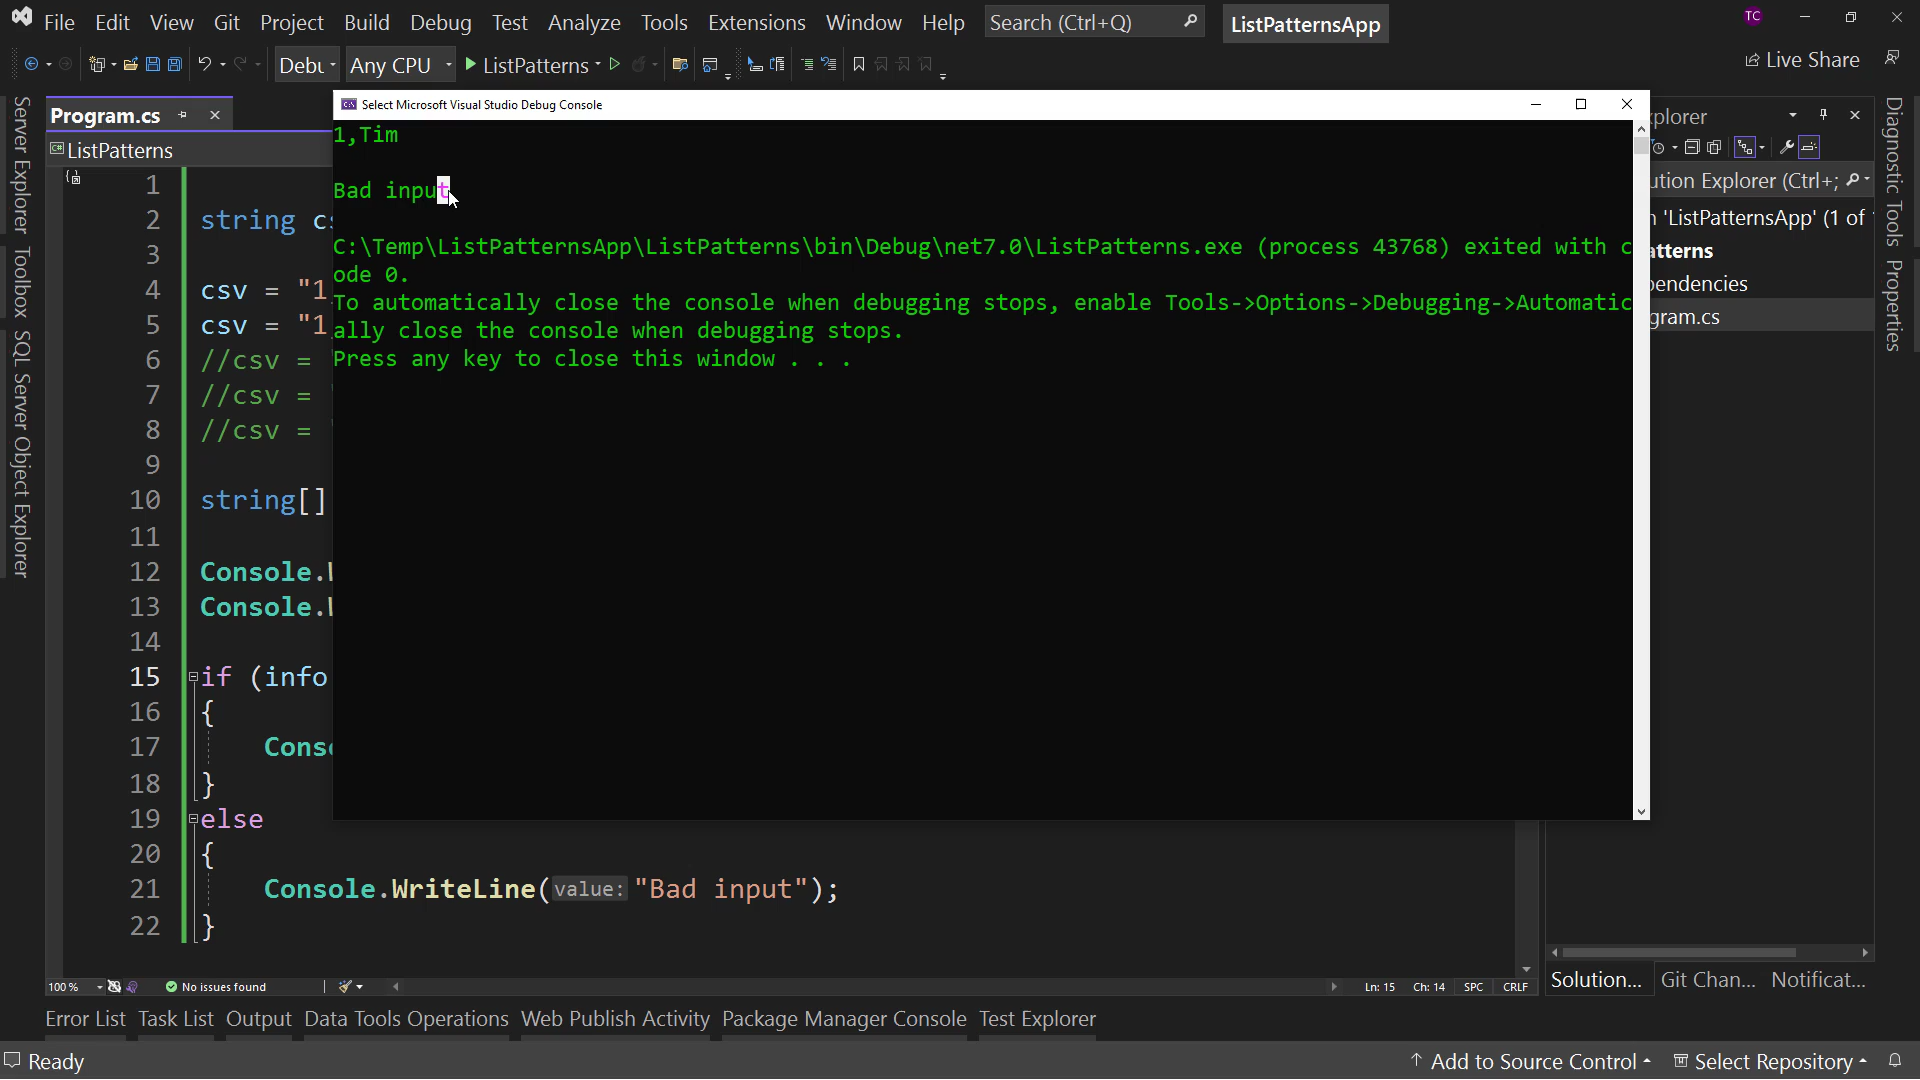 File Edit View Git Project Build Debug Test Analyze Tools Extensions Window Help Search (Ctrl+Q) ListPatternsApp TC
Debu Any CPU ListPatterns Live Share
Program.cs
ListPatterns
Server Explorer
Toolbox
SQL Server Object Explorer
1
2 string cs
3
4 csv = "1
5 csv = "1
6 //csv =
7 //csv =
8 //csv =
9
10 string[]
11
12 Console.
13 Console.
14
15 if (info
16 {
17 Conso
18 }
19 else
20 {
21 Console.WriteLine(value: "Bad input");
22 }
Select Microsoft Visual Studio Debug Console
1,Tim
Bad input
C:\Temp\ListPatternsApp\ListPatterns\bin\Debug\net7.0\ListPatterns.exe (process 43768) exited with c
ode 0.
To automatically close the console when debugging stops, enable Tools->Options->Debugging->Automatic
ally close the console when debugging stops.
Press any key to close this window . . .
plorer
ution Explorer (Ctrl+;
n 'ListPatternsApp' (1 of
atterns
endencies
gram.cs
Diagnostic Tools
Properties
100 % No issues found Ln: 15 Ch: 14 SPC CRLF
Solution... Git Chan... Notificat...
Error List Task List Output Data Tools Operations Web Publish Activity Package Manager Console Test Explorer
Ready Add to Source Control Select Repository